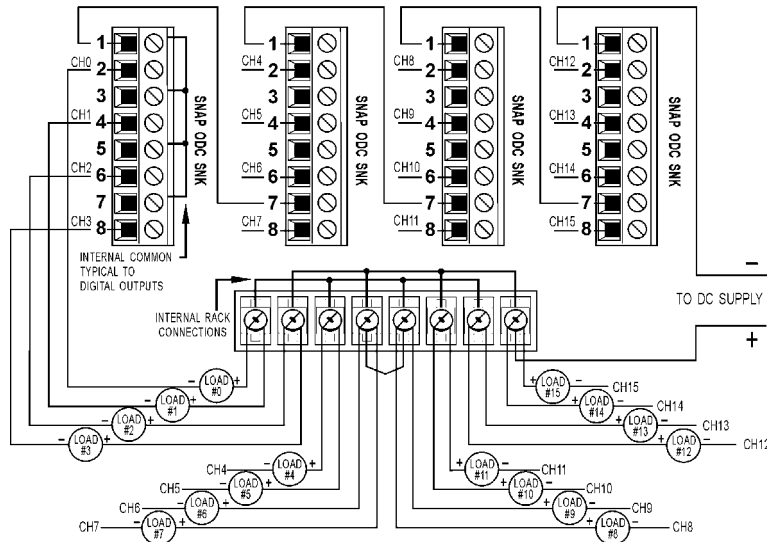 1
CH0 2
3
CH1 4
5
CH2 6
7
CH3 8
SNAP ODC SNK
1
CH4 2
3
CH5 4
5
CH6 6
7
CH7 8
SNAP ODC SNK
1
CH8 2
3
CH9 4
5
CH10 6
7
CH11 8
SNAP ODC SNK
1
CH12 2
3
CH13 4
5
CH14 6
7
CH15 8
SNAP ODC SNK
INTERNAL COMMON
TYPICAL TO
DIGITAL OUTPUTS
INTERNAL RACK
CONNECTIONS
-
TO DC SUPPLY
+
- LOAD #0 +
- LOAD #1 +
- LOAD #2 +
- LOAD #3 +
CH4 - LOAD #4 +
CH5 - LOAD #5 +
CH6 - LOAD #6 +
CH7 - LOAD #7 +
+ LOAD #15 - CH15
+ LOAD #14 - CH14
+ LOAD #13 - CH13
+ LOAD #12 - CH12
+ LOAD #11 - CH11
+ LOAD #10 - CH10
+ LOAD #9 - CH9
+ LOAD #8 - CH8